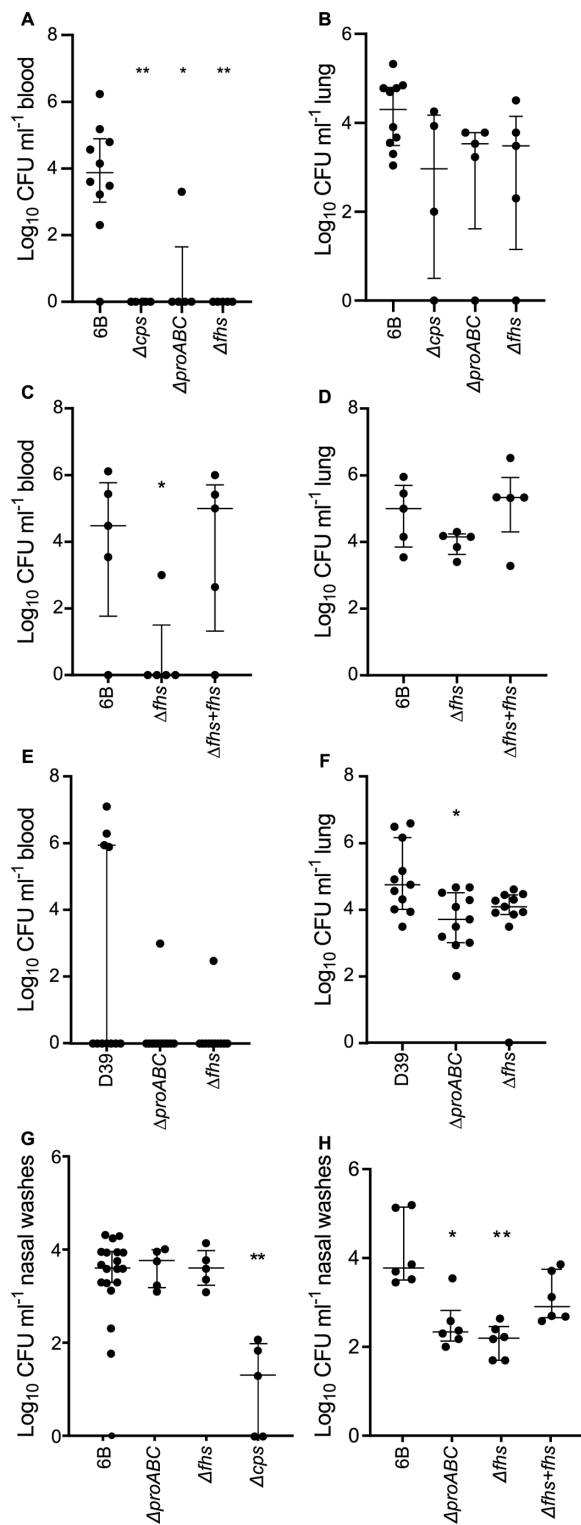 A
Log10 CFU ml-1 blood
8
6
4
2
0
** * **
6B Δcps ΔproABC Δfhs
B
Log10 CFU ml-1 lung
6
4
2
0
6B Δcps ΔproABC Δfhs
C
Log10 CFU ml-1 blood
8
6
4
2
0
*
6B Δfhs Δfhs+fhs
D
Log10 CFU ml-1 lung
8
6
4
2
0
6B Δfhs Δfhs+fhs
E
Log10 CFU ml-1 blood
8
6
4
2
0
D39 ΔproABC Δfhs
F
Log10 CFU ml-1 lung
8
6
4
2
0
*
D39 ΔproABC Δfhs
G
Log10 CFU ml-1 nasal washes
6
4
2
0
**
6B ΔproABC Δfhs Δcps
H
Log10 CFU ml-1 nasal washes
6
4
2
0
* **
6B ΔproABC Δfhs Δfhs+fhs